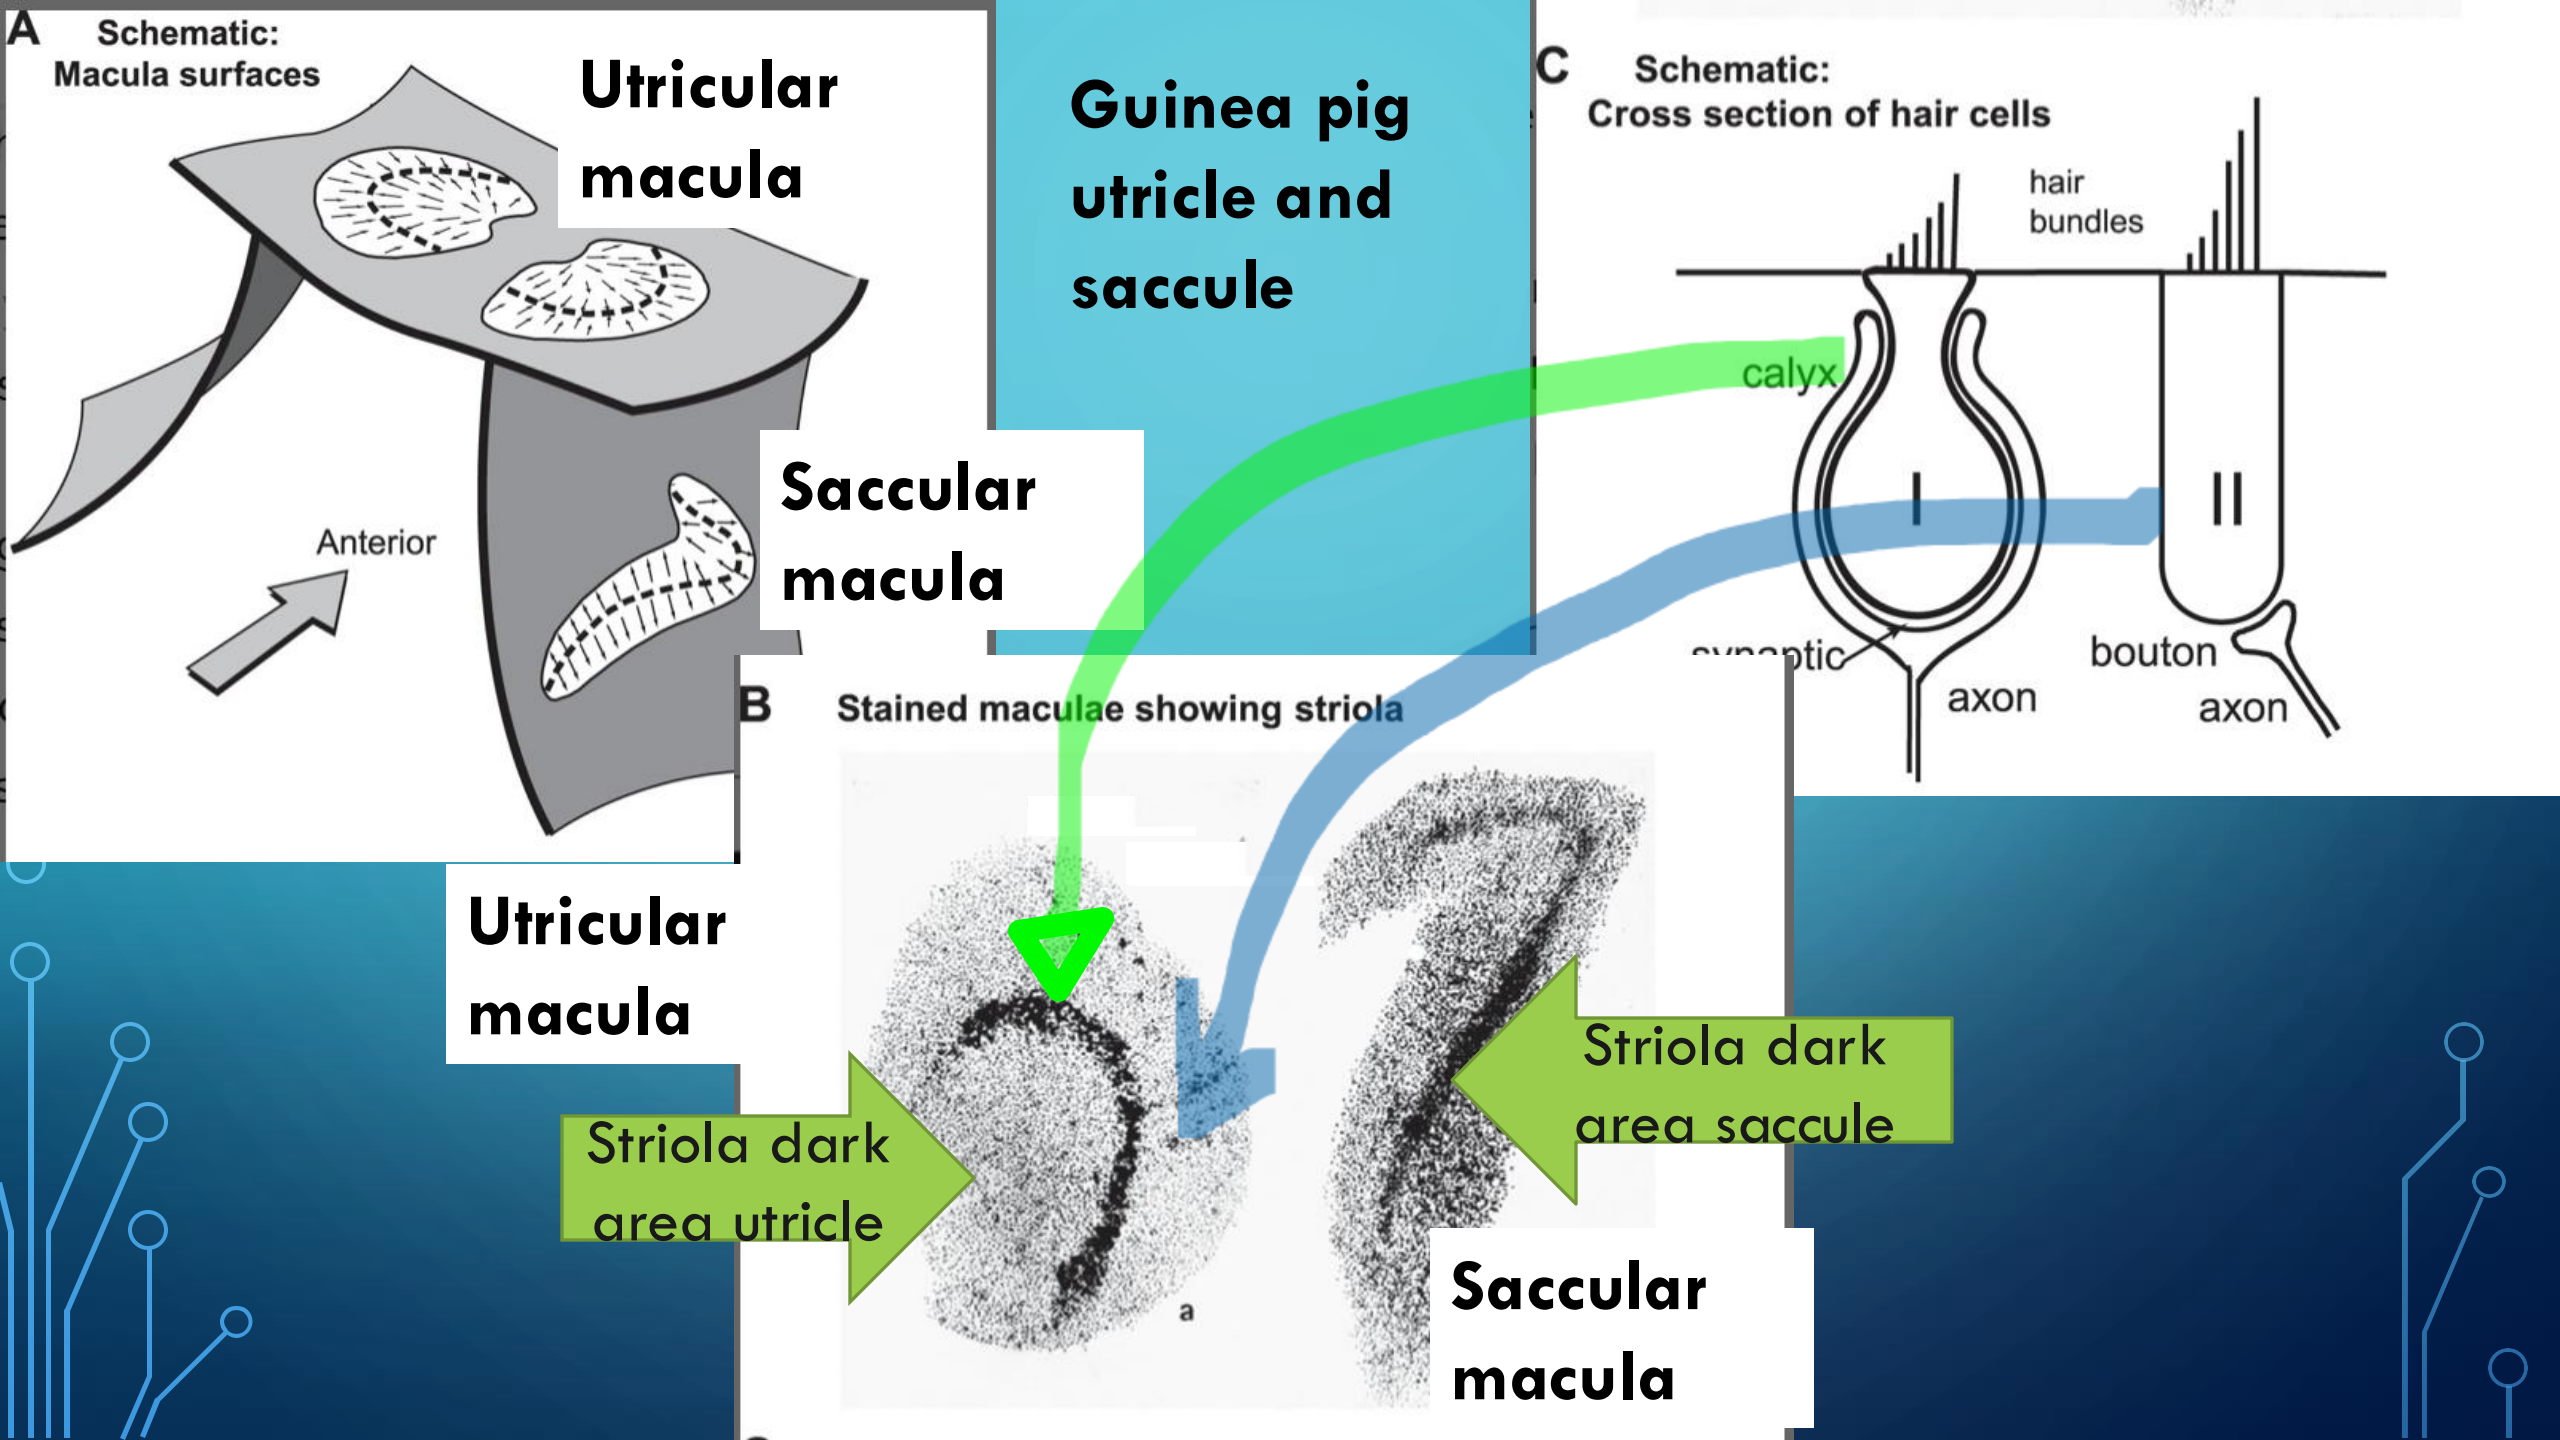 A
Schematic:
Macula surfaces
Utricular
macula
Saccular
macula
Anterior
Guinea pig
utricle and
saccule
C
Schematic:
Cross section of hair cells
hair
bundles
calyx
I
II
synaptic
axon
bouton
axon
B
Stained maculae showing striola
Utricular
macula
Striola dark
area utricle
Striola dark
area saccule
a
Saccular
macula